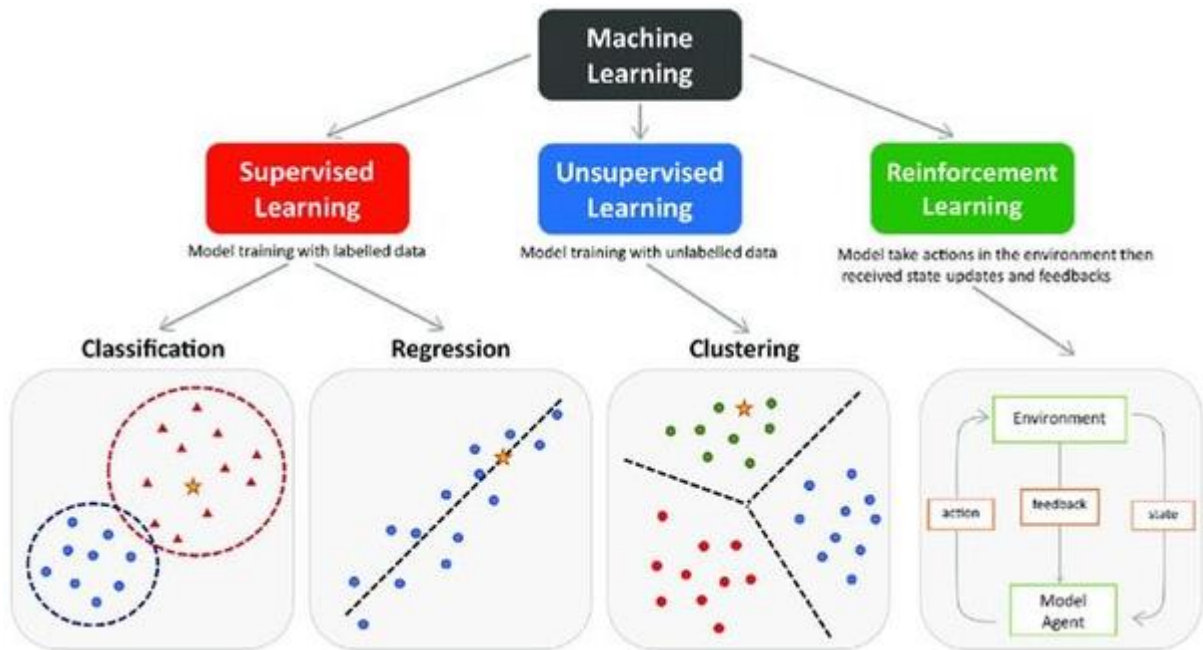 Machine
Learning
Supervised
Learning
Unsupervised
Learning
Reinforcement
Learning
Model training with labelled data
Model training with unlabelled data
Model take actions in the environment then
received state updates and feedbacks
Classification
Regression
Clustering
Environment
action
feedback
state
Model
Agent